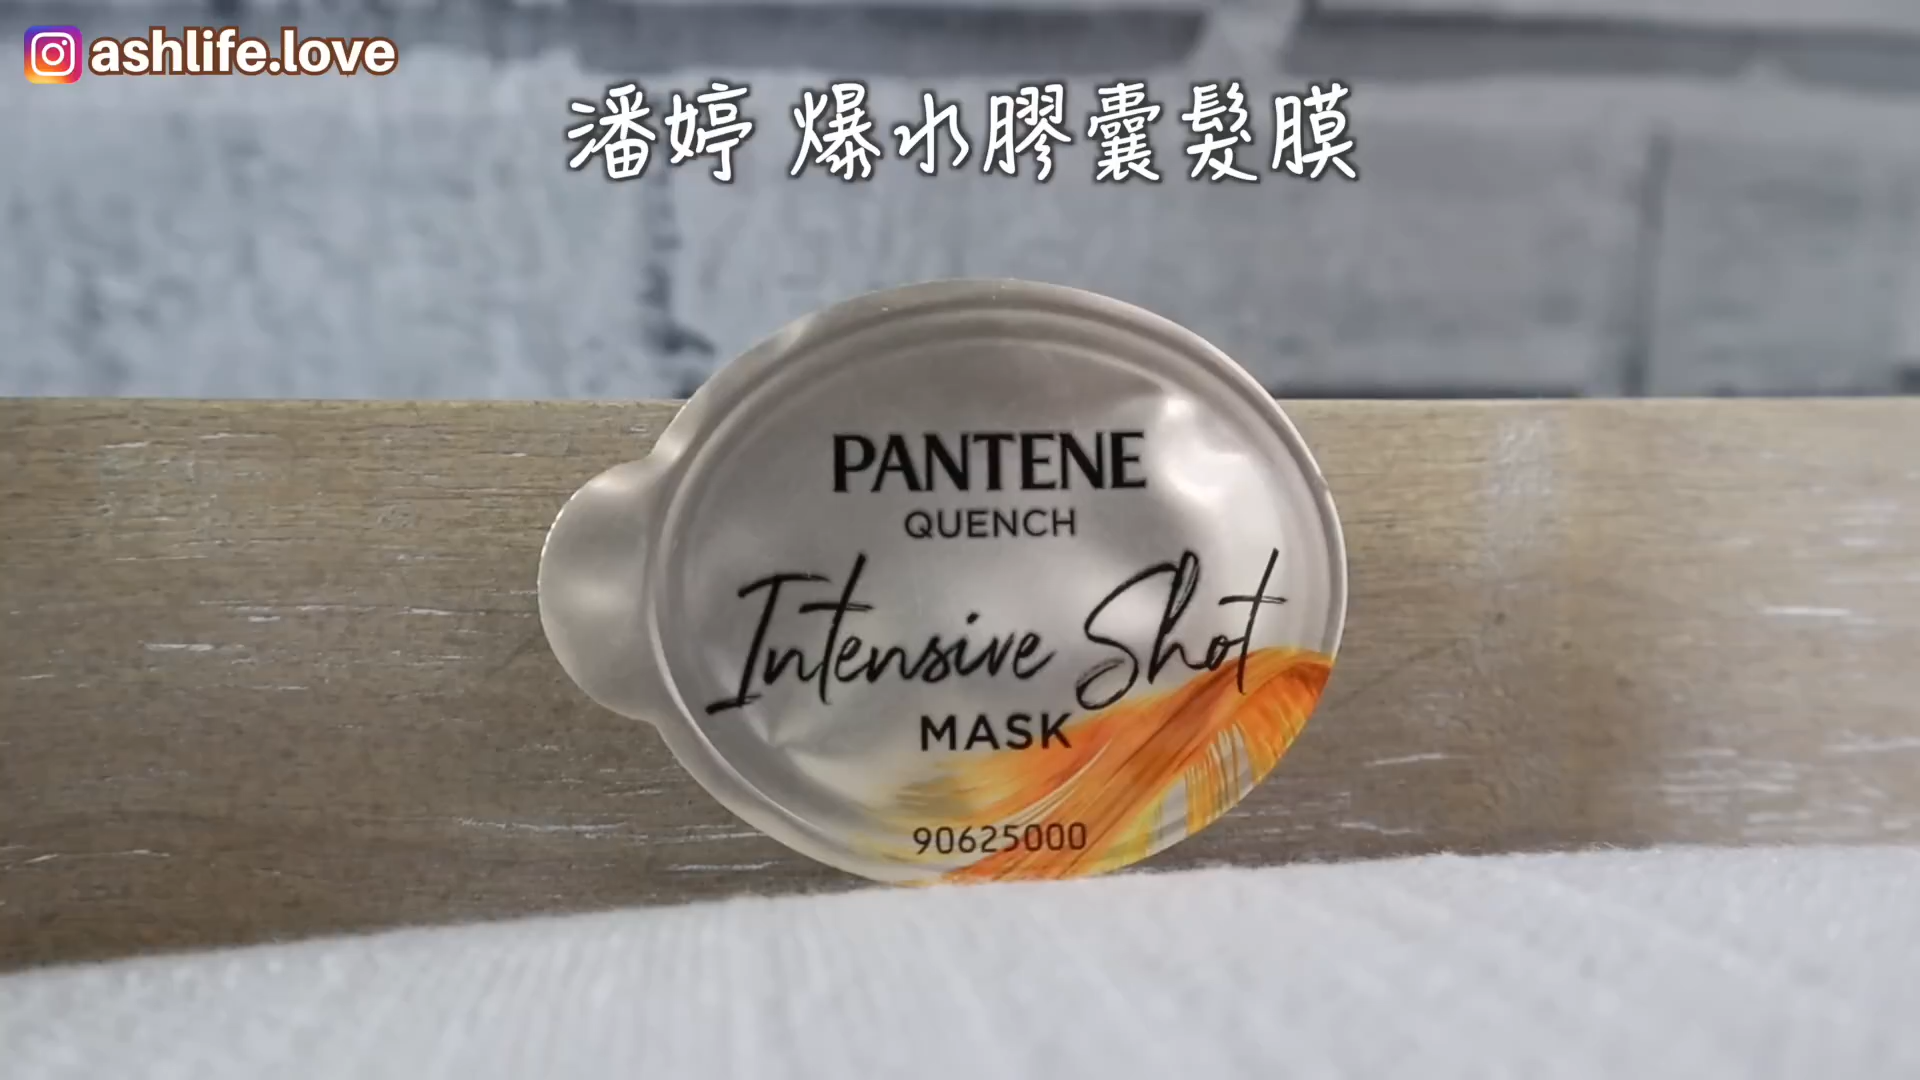 ashlife.love
潘婷 爆水膠囊髮膜
PANTENE
QUENCH
Intensive Shot
MASK
90625000